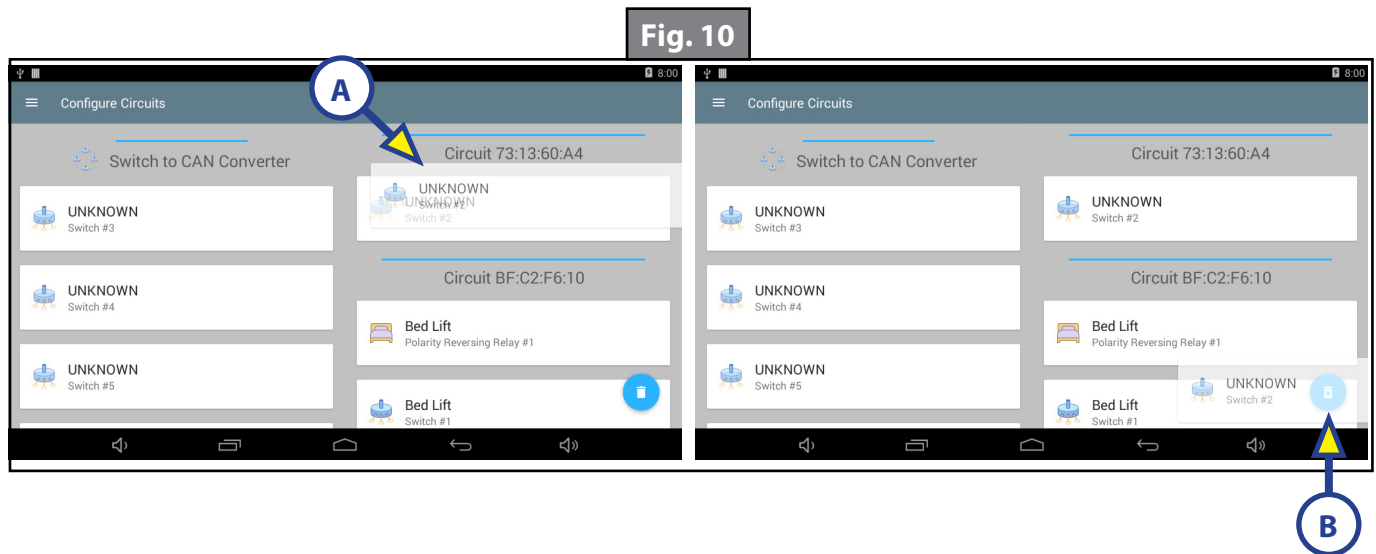 Fig. 10
8:00
Configure Circuits
A
Switch to CAN Converter
UNKNOWN
Switch #3
UNKNOWN
Switch #4
UNKNOWN
Switch #5
Circuit 73:13:60:A4
UNKNOWN
Switch #2
UNKNOWN
Switch #2
Circuit BF:C2:F6:10
Bed Lift
Polarity Reversing Relay #1
Bed Lift
Switch #1
8:00
Configure Circuits
Switch to CAN Converter
UNKNOWN
Switch #3
UNKNOWN
Switch #4
UNKNOWN
Switch #5
Circuit 73:13:60:A4
UNKNOWN
Switch #2
Circuit BF:C2:F6:10
Bed Lift
Polarity Reversing Relay #1
UNKNOWN
Switch #2
Bed Lift
Switch #1
B